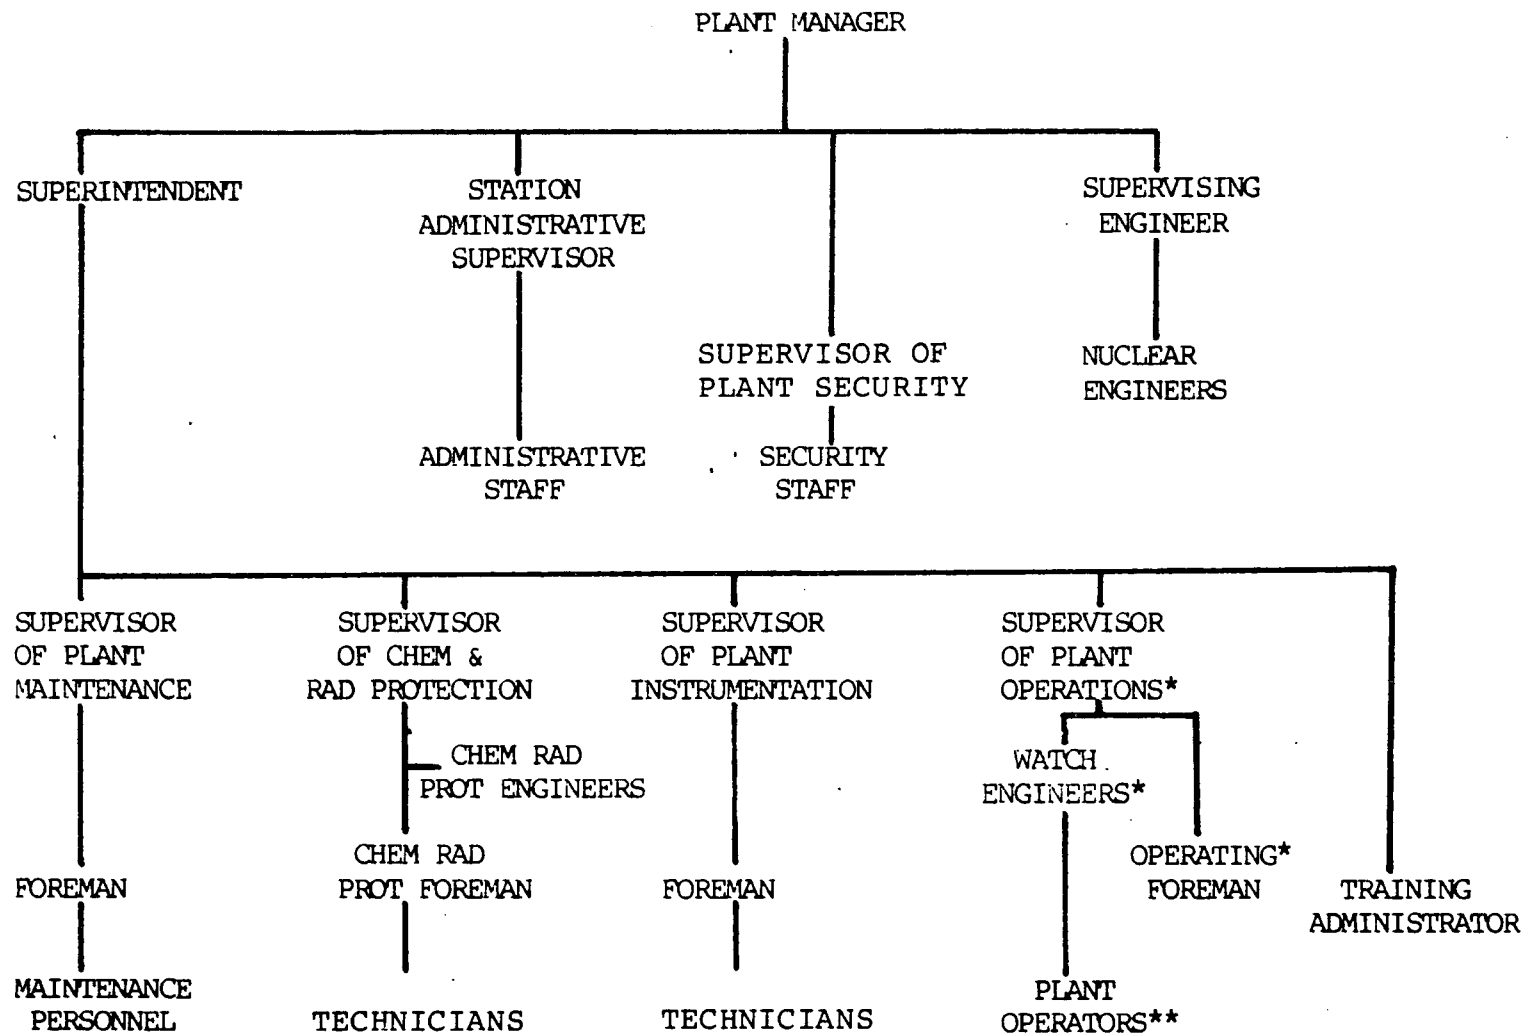 PLANT MANAGER
SUPERINTENDENT
STATION
ADMINISTRATIVE
SUPERVISOR
SUPERVISING
ENGINEER
SUPERVISOR OF
PLANT SECURITY
NUCLEAR
ENGINEERS
ADMINISTRATIVE
STAFF
SECURITY
STAFF
SUPERVISOR
OF PLANT
MAINTENANCE
SUPERVISOR
OF CHEM &
RAD PROTECTION
SUPERVISOR
OF PLANT
INSTRUMENTATION
SUPERVISOR
OF PLANT
OPERATIONS*
CHEM RAD
PROT ENGINEERS
WATCH
ENGINEERS*
CHEM RAD
PROT FOREMAN
OPERATING*
FOREMAN
FOREMAN
FOREMAN
TRAINING
ADMINISTRATOR
MAINTENANCE
PERSONNEL
TECHNICIANS
TECHNICIANS
PLANT
OPERATORS**